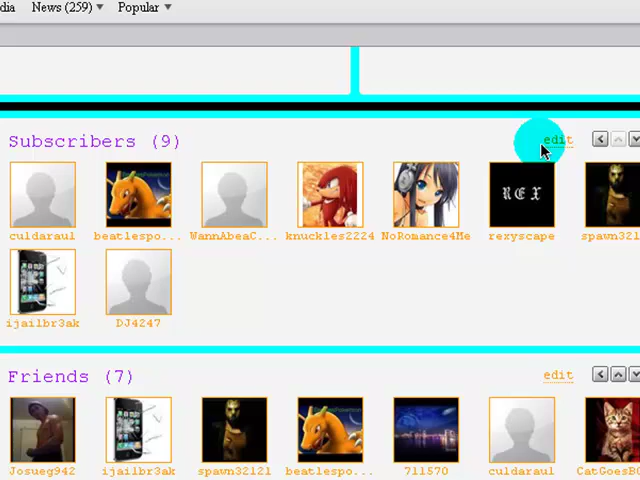 dia News (259) Popular
Subscribers (9) edit
REX
culdaraul beatlespo... WannAbeaC... knuckles2224 NoRomance4Me rexyscape spawn321
ijailbr3ak DJ4247
Friends (7) edit
Josueg942 ijailbr3ak spawn32121 beatlespo... 711570 culdaraul CatGoesB